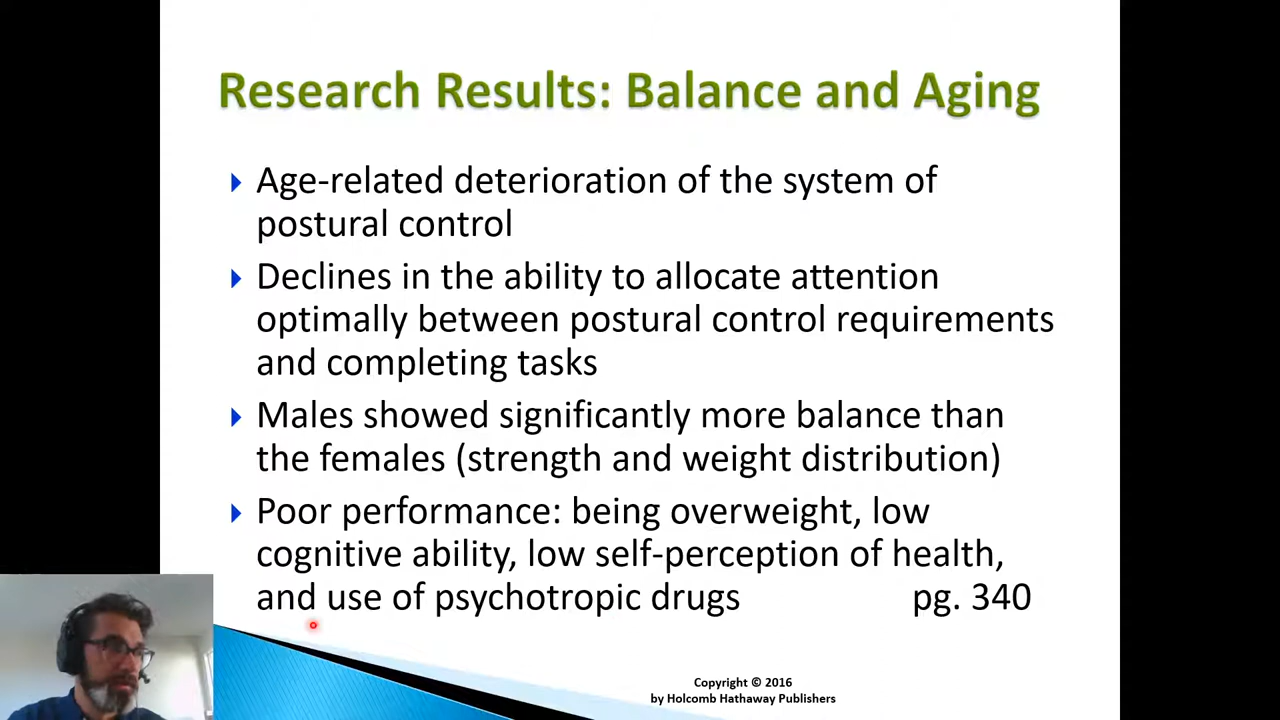 Research Results: Balance and Aging
Age-related deterioration of the system of
postural control
Declines in the ability to allocate attention
optimally between postural control requirements
and completing tasks
Males showed significantly more balance than
the females (strength and weight distribution)
Poor performance: being overweight, low
cognitive ability, low self-perception of health,
and use of psychotropic drugs pg. 340
Copyright © 2016
by Holcomb Hathaway Publishers